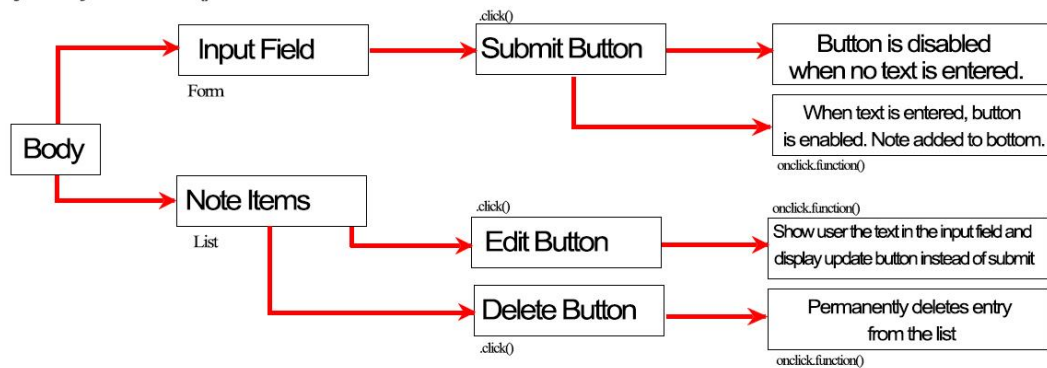 .click()
Input Field
Submit Button
Button is disabled
when no text is entered.
Form
When text is entered, button
is enabled. Note added to bottom.
Body
onclick.function()
Note Items
.click()
onclick.function()
List
Edit Button
Show user the text in the input field and
display update button instead of submit
Delete Button
Permanently deletes entry
from the list
.click()
onclick.function()